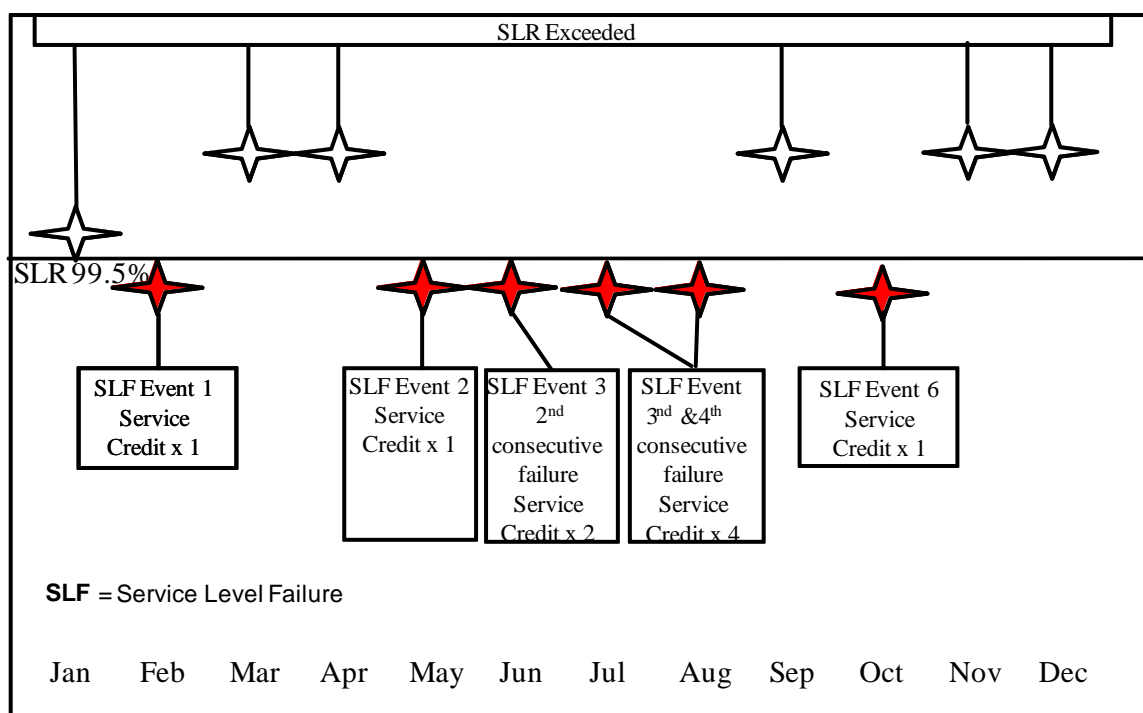 SLR Exceeded
SLR 99.5%
SLF Event 1
Service
Credit x 1
SLF Event 2
Service
Credit x 1
SLF Event 3
2nd
consecutive
failure
Service
Credit x 2
SLF Event
3nd &4th
consecutive
failure
Service
Credit x 4
SLF Event 6
Service
Credit x 1
SLF = Service Level Failure
Jan Feb Mar Apr May Jun Jul Aug Sep Oct Nov Dec